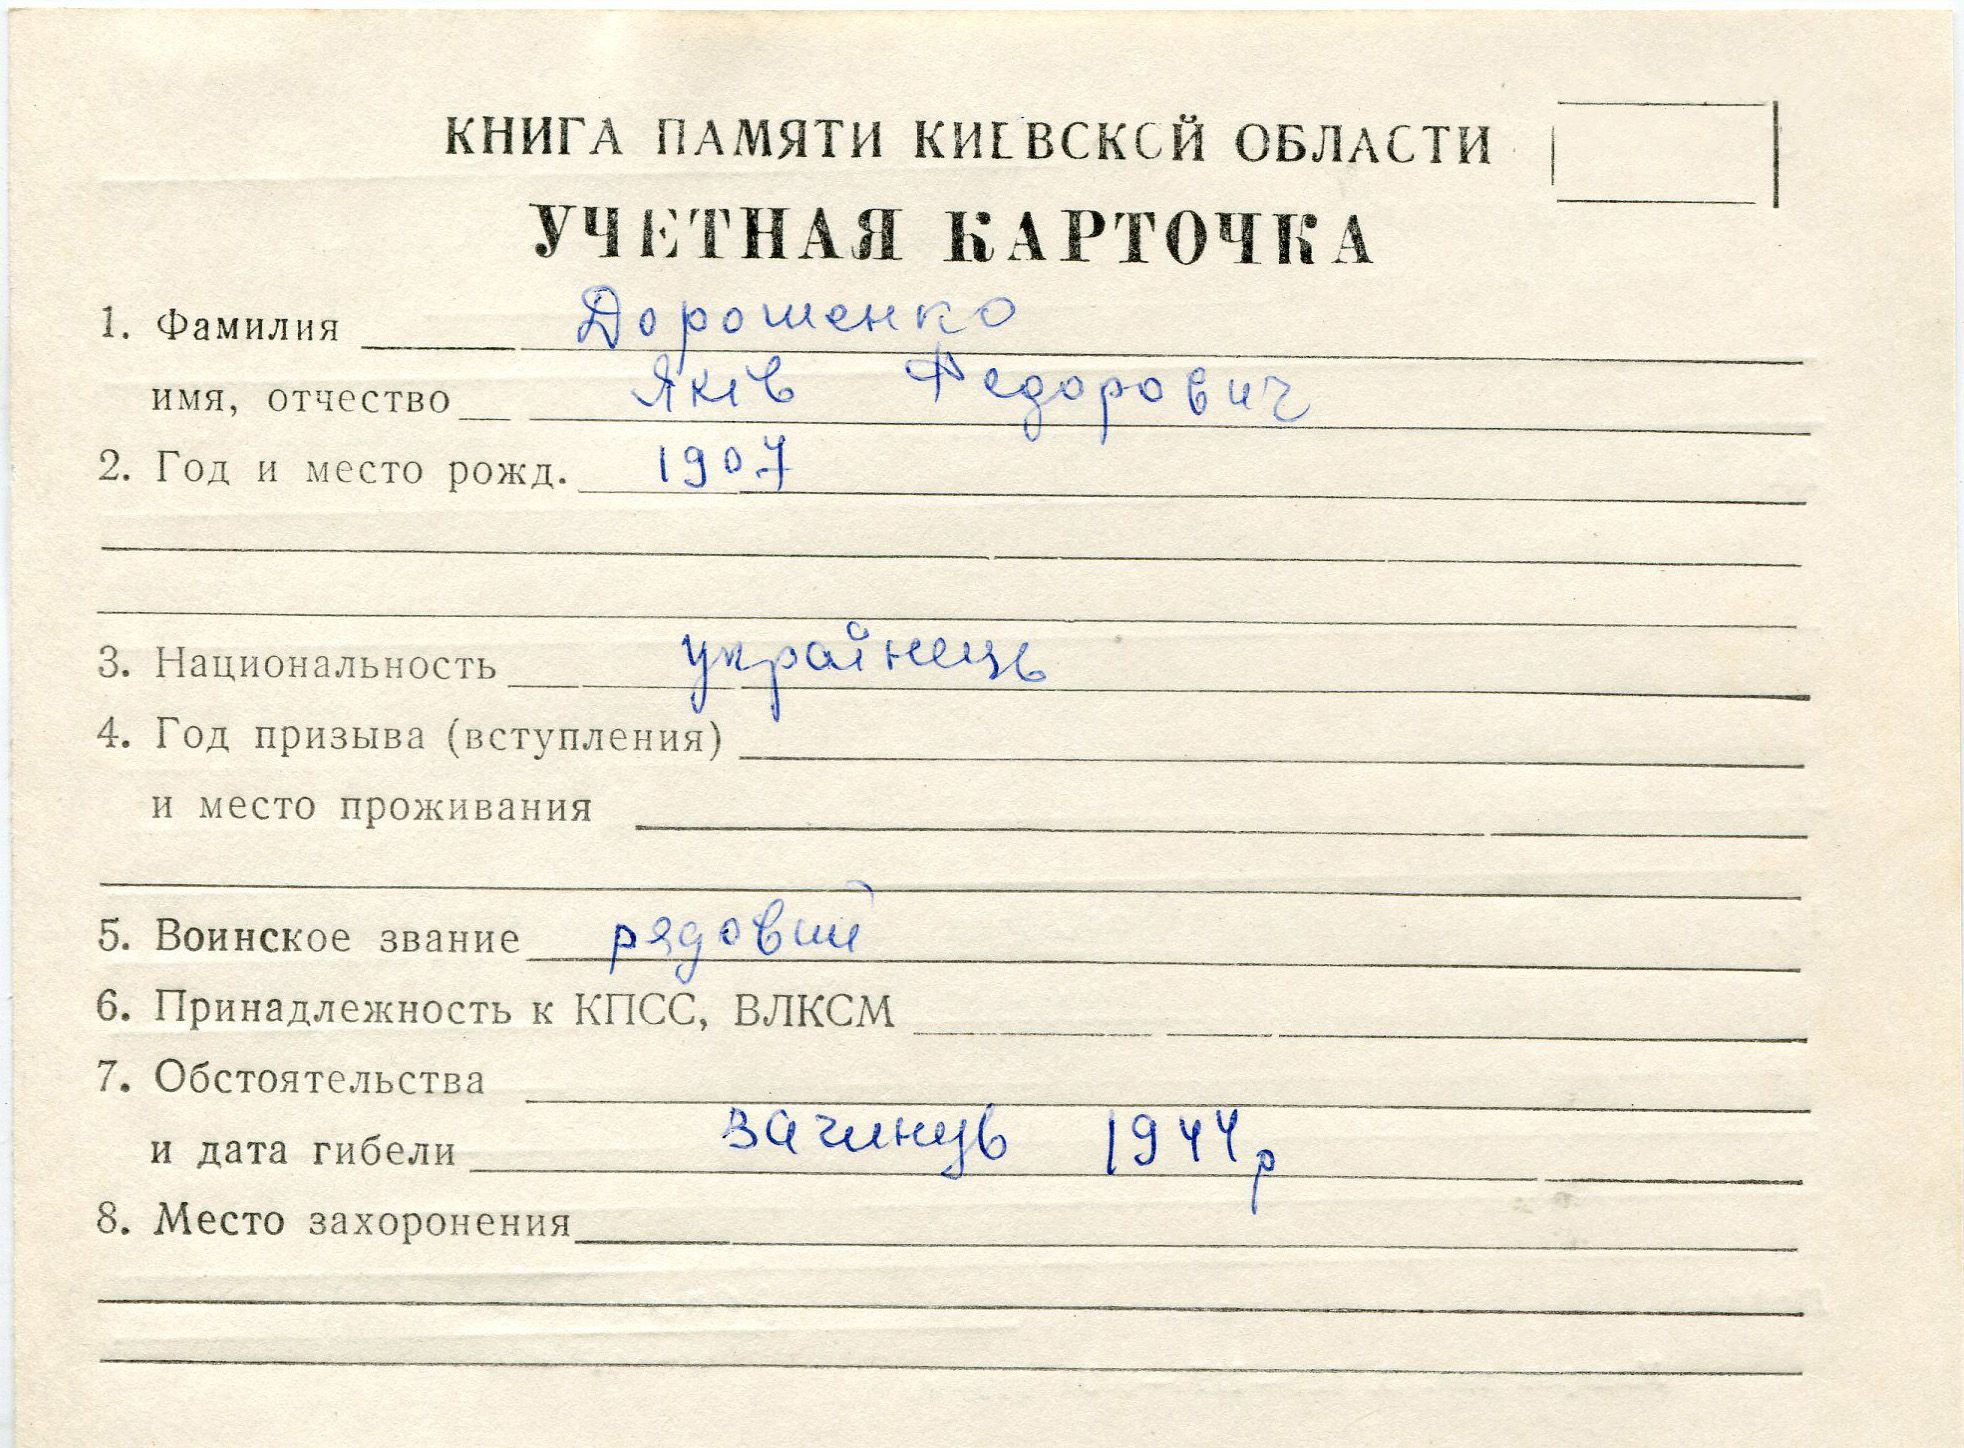 КНИГА ПАМЯТИ КИЕВСКОЙ ОБЛАСТИ
УЧЕТНАЯ КАРТОЧКА
1. Фамилия Дорошенко
имя, отчество Яків Федорович
2. Год и место рожд. 1907
3. Национальность українець
4. Год призыва (вступления)
и место проживания
5. Воинское звание рядовий
6. Принадлежность к КПСС, ВЛКСМ
7. Обстоятельства
и дата гибели загинув 1944р
8. Место захоронения